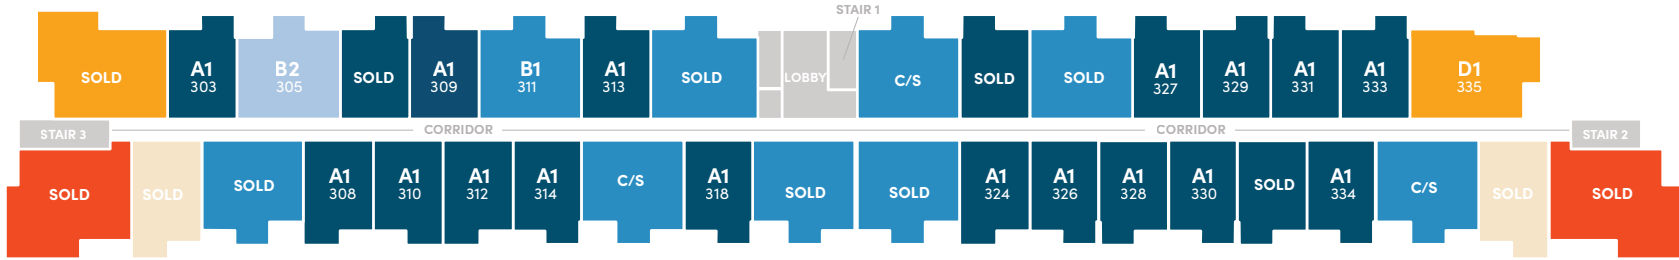 STAIR 1
SOLD
A1
303
B2
305
SOLD
A1
309
B1
311
A1
313
SOLD
LOBBY
C/S
SOLD
SOLD
A1
327
A1
329
A1
331
A1
333
D1
335
STAIR 3
CORRIDOR
CORRIDOR
STAIR 2
SOLD
SOLD
SOLD
A1
308
A1
310
A1
312
A1
314
C/S
A1
318
SOLD
SOLD
A1
324
A1
326
A1
328
A1
330
SOLD
A1
334
C/S
SOLD
SOLD